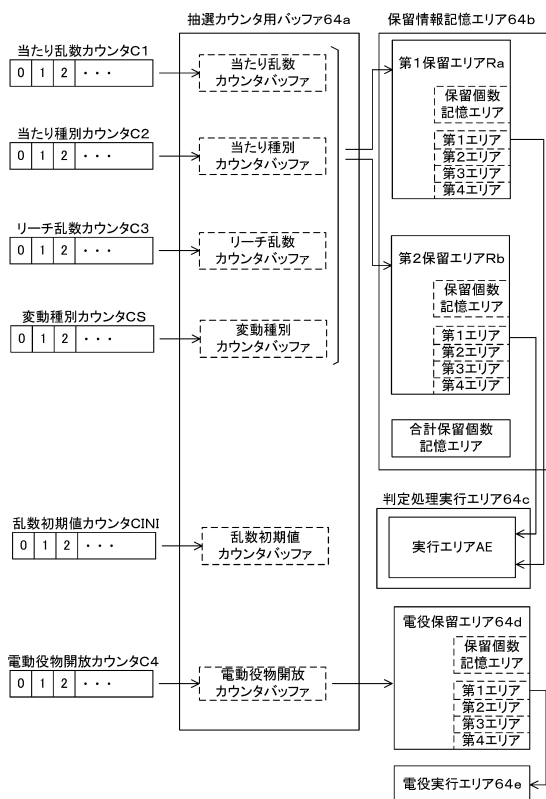 抽選カウンタ用バッファ64a
当たり乱数カウンタC1
0 1 2 ・・・
当たり乱数
カウンタバッファ
当たり種別カウンタC2
0 1 2 ・・・
当たり種別
カウンタバッファ
リーチ乱数カウンタC3
0 1 2 ・・・
リーチ乱数
カウンタバッファ
変動種別カウンタCS
0 1 2 ・・・
変動種別
カウンタバッファ
乱数初期値カウンタCINI
0 1 2 ・・・
乱数初期値
カウンタバッファ
電動役物開放カウンタC4
0 1 2 ・・・
電動役物開放
カウンタバッファ
保留情報記憶エリア64b
第1保留エリアRa
保留個数
記憶エリア
第1エリア
第2エリア
第3エリア
第4エリア
第2保留エリアRb
保留個数
記憶エリア
第1エリア
第2エリア
第3エリア
第4エリア
合計保留個数
記憶エリア
判定処理実行エリア64c
実行エリアAE
電役保留エリア64d
保留個数
記憶エリア
第1エリア
第2エリア
第3エリア
第4エリア
電役実行エリア64e